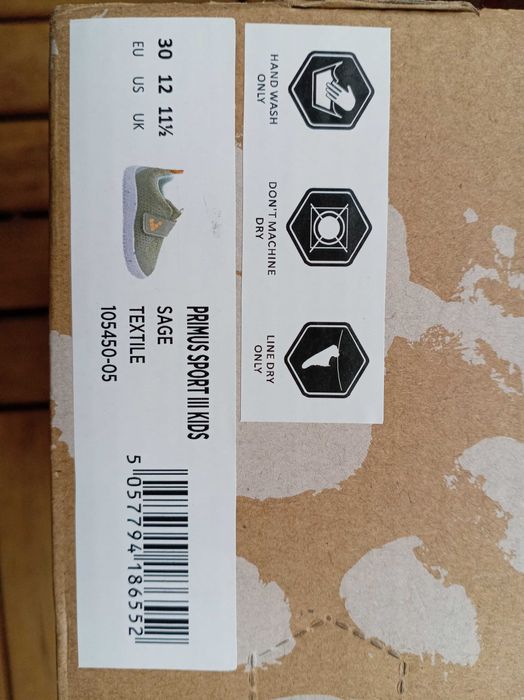 30 12 11½
EU US UK
PRIMUS SPORT III KIDS
SAGE
TEXTILE
105450-05
5 057794 186552
HAND WASH
ONLY
DON'T MACHINE
DRY
LINE DRY
ONLY